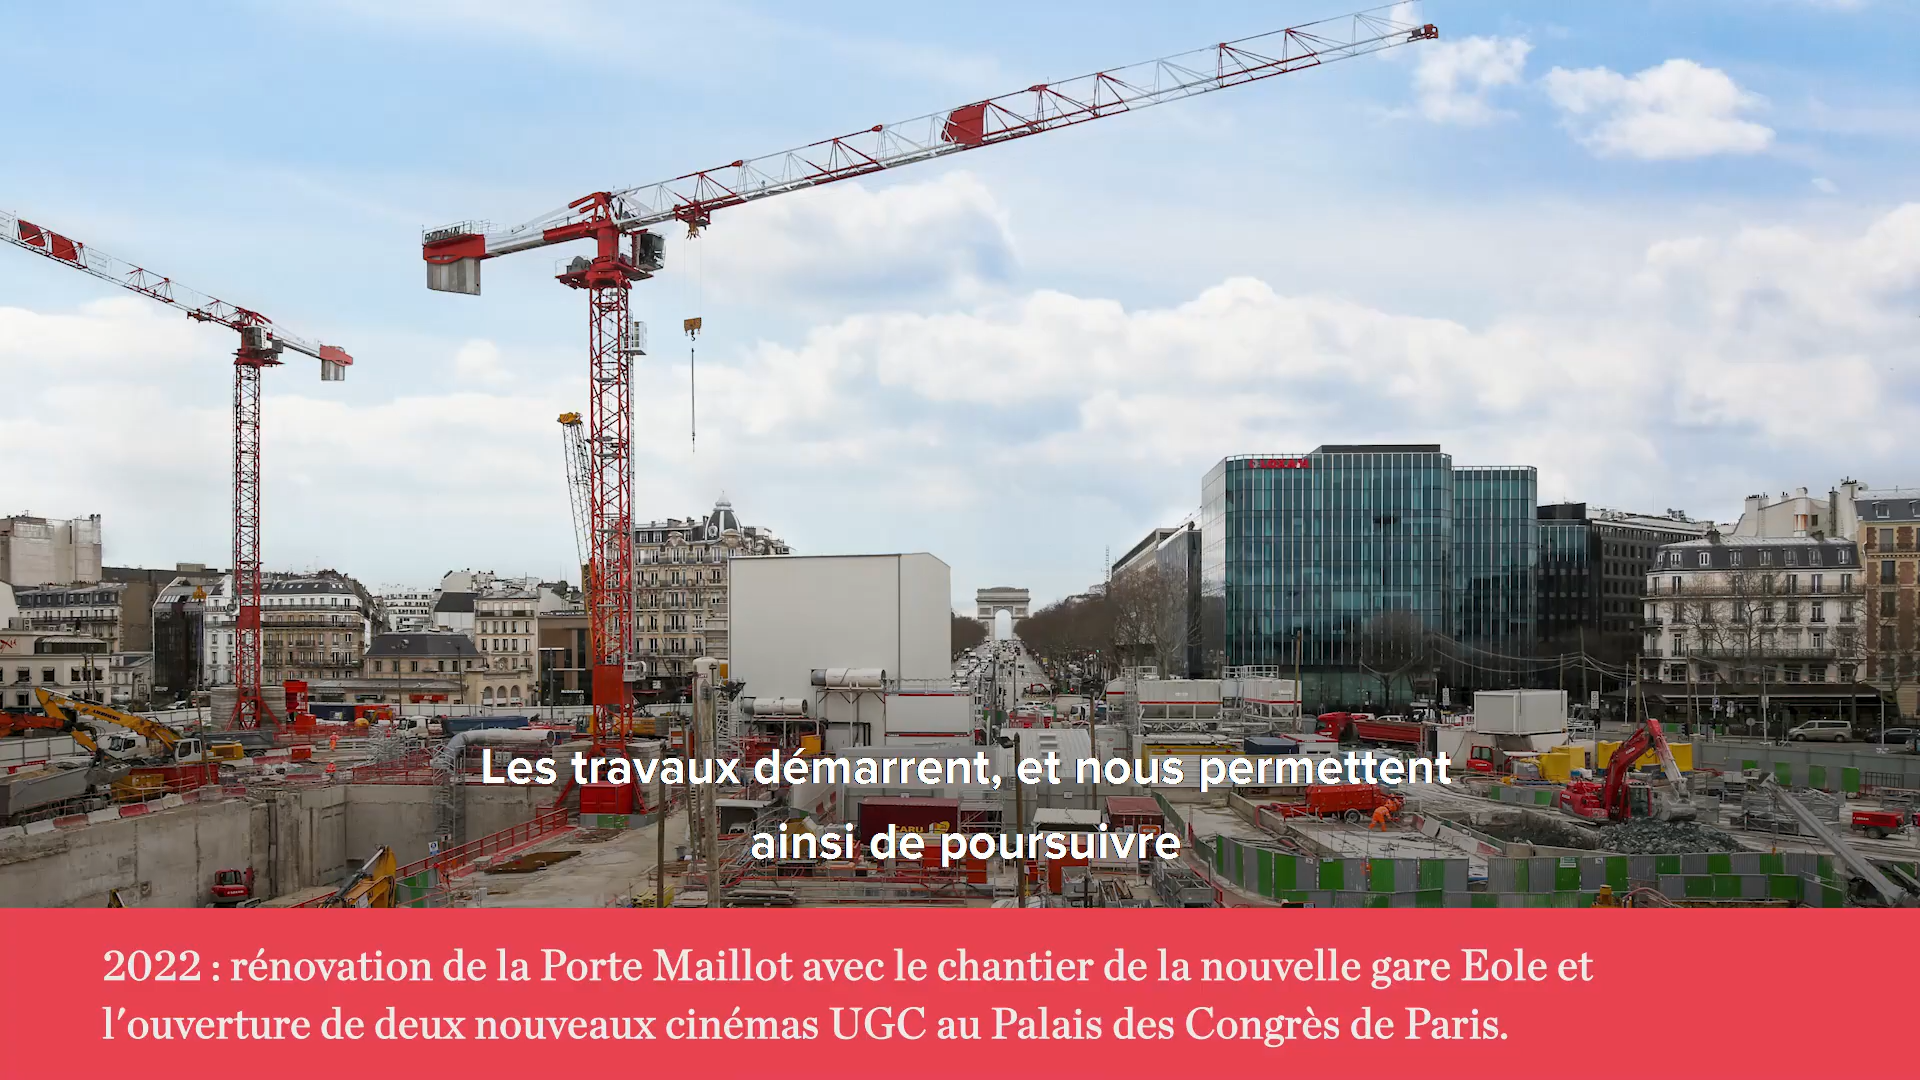 Les travaux démarrent, et nous permettent
ainsi de poursuivre
2022 : rénovation de la Porte Maillot avec le chantier de la nouvelle gare Eole et
l'ouverture de deux nouveaux cinémas UGC au Palais des Congrès de Paris.